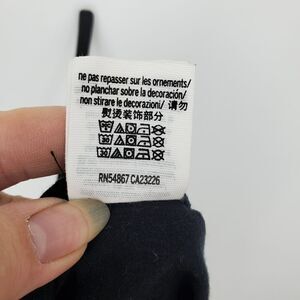 ne pas repasser sur les ornements/
no planchar sobre la decoración/
non stirare le decorazioni/ 请勿
熨烫装饰部分
RN54867 CA23226